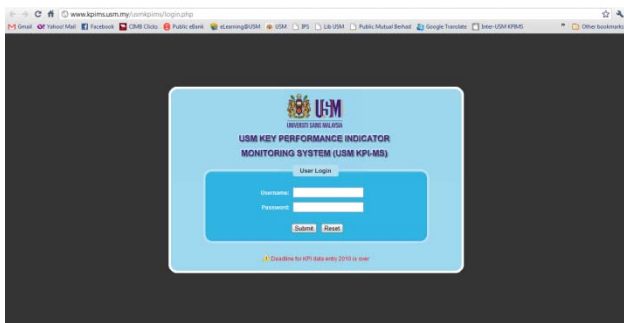 www.kpims.usm.my/usmkpims/login.php
Gmail Yahoo! Mail Facebook CIMB Clicks Public eBank eLearning@USM USM IPS Lib USM Public Mutual Berhad Google Translate Inter-USM KPIMS Other bookmarks
USM
UNIVERSITI SAINS MALAYSIA
USM KEY PERFORMANCE INDICATOR
MONITORING SYSTEM (USM KPI-MS)
User Login
Username:
Password:
Submit Reset
Deadline for KPI data entry 2010 is over